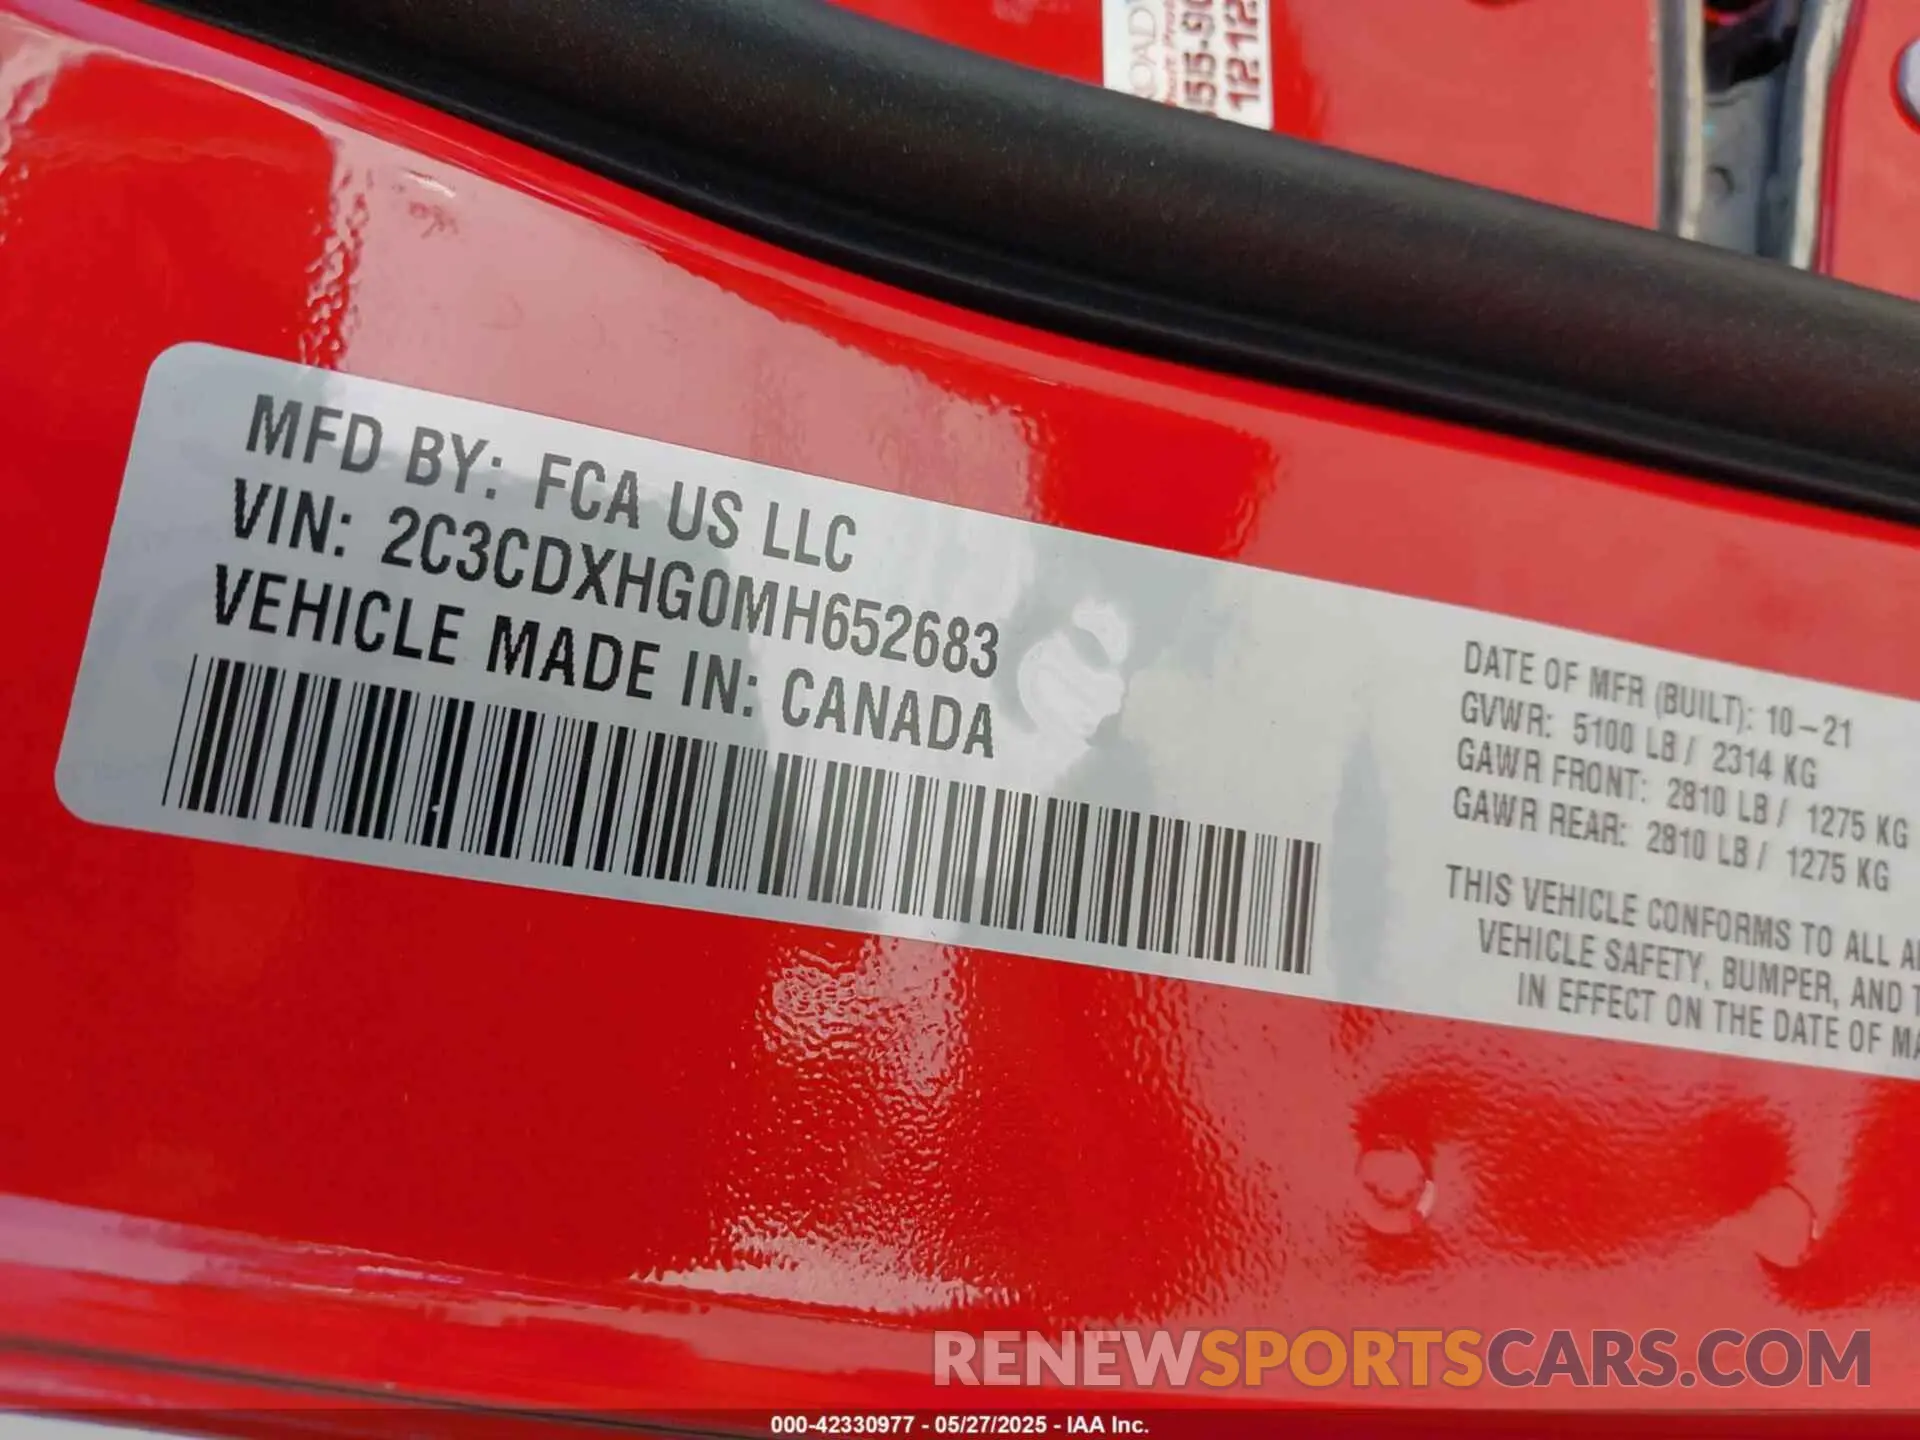 155-9
12121
MFD BY: FCA US LLC
VIN: 2C3CDXHG0MH652683
VEHICLE MADE IN: CANADA
DATE OF MFR (BUILT): 10-21
GVWR: 5100 LB / 2314 KG
GAWR FRONT: 2810 LB / 1275 KG
GAWR REAR: 2810 LB / 1275 KG
THIS VEHICLE CONFORMS TO ALL
VEHICLE SAFETY, BUMPER, AND
IN EFFECT ON THE DATE OF
RENEWSPORTSCARS.COM
000-42330977 - 05/27/2025 - IAA Inc.